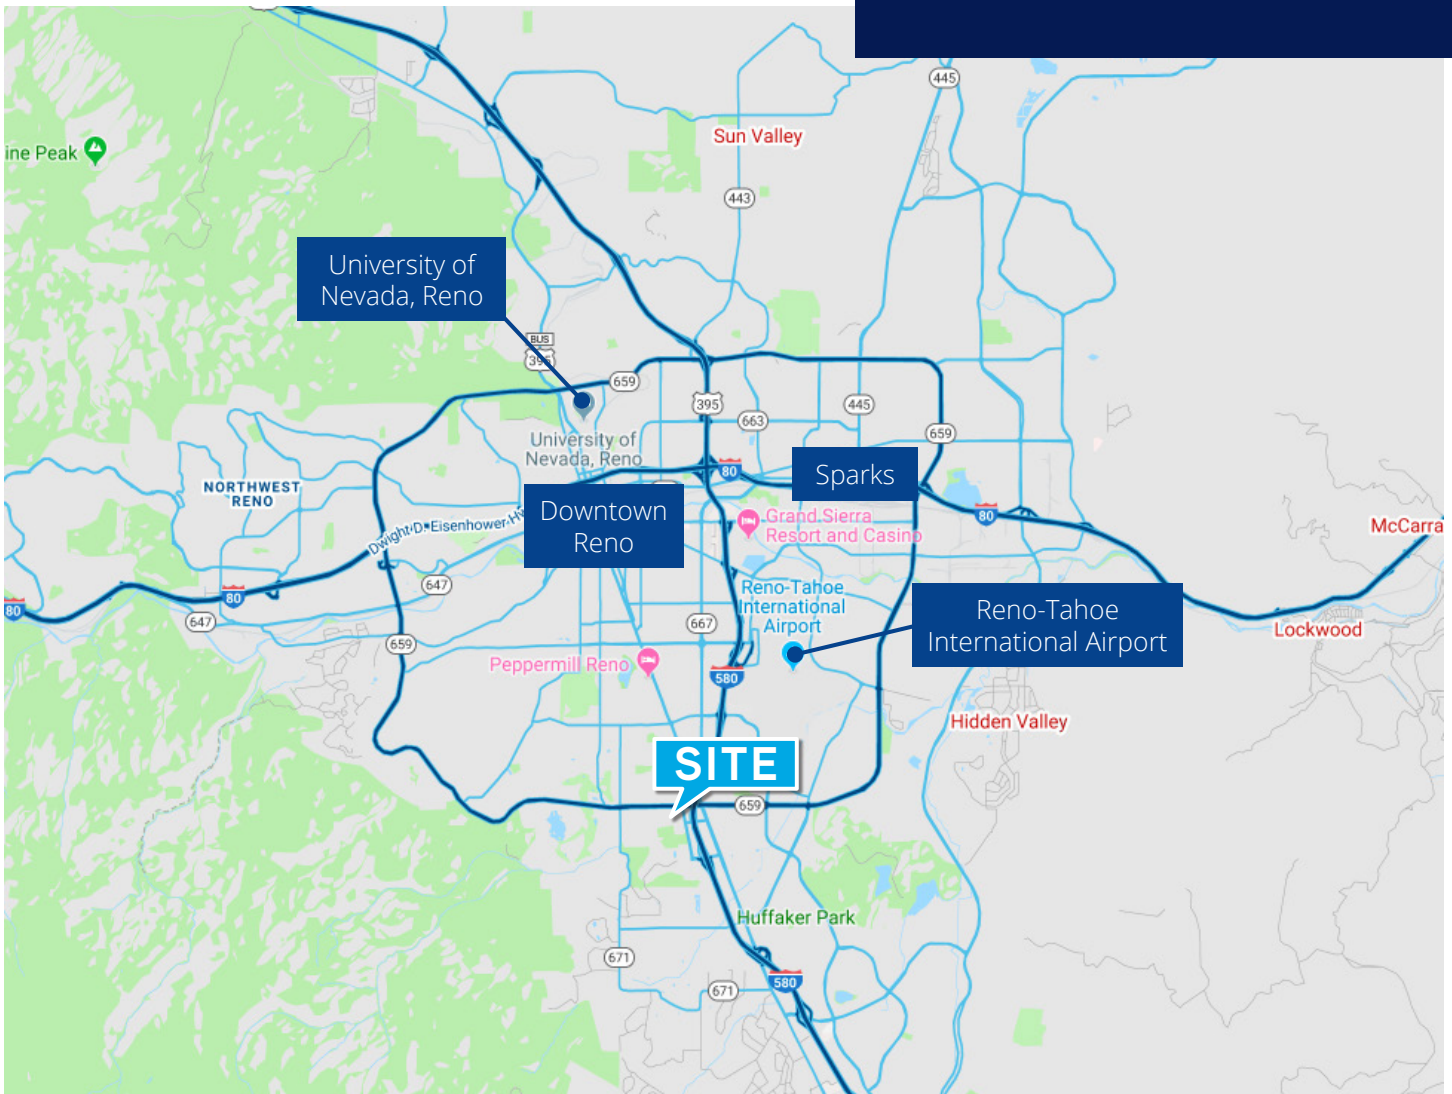 445
Sun Valley
ine Peak
443
University of
Nevada, Reno
BUS
395
659
395
445
663
659
University of
Nevada, Reno
80
Sparks
NORTHWEST
RENO
Downtown
Reno
80
Grand Sierra
Resort and Casino
McCarra
Dwight D. Eisenhower Hw
Reno-Tahoe
International
Airport
647
80
80
647
Reno-Tahoe
International Airport
667
Lockwood
659
Peppermill Reno
580
Hidden Valley
SITE
659
Huffaker Park
671
580
671